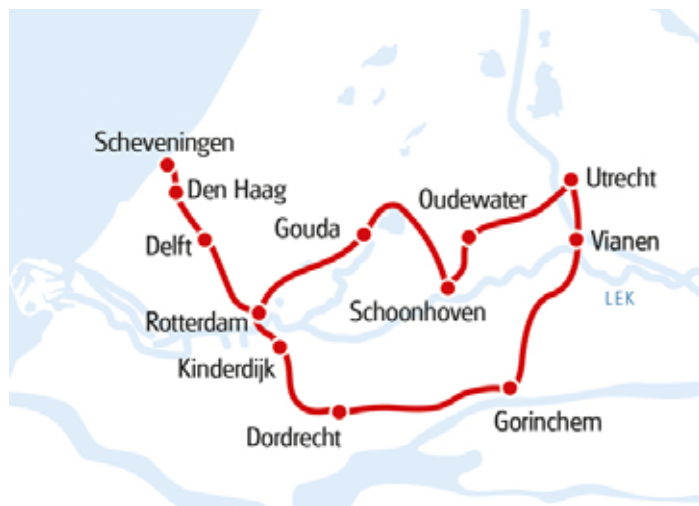 Scheveningen
Den Haag
Delft
Rotterdam
Kinderdijk
Dordrecht
Gouda
Schoonhoven
Oudewater
Utrecht
Vianen
LEK
Gorinchem